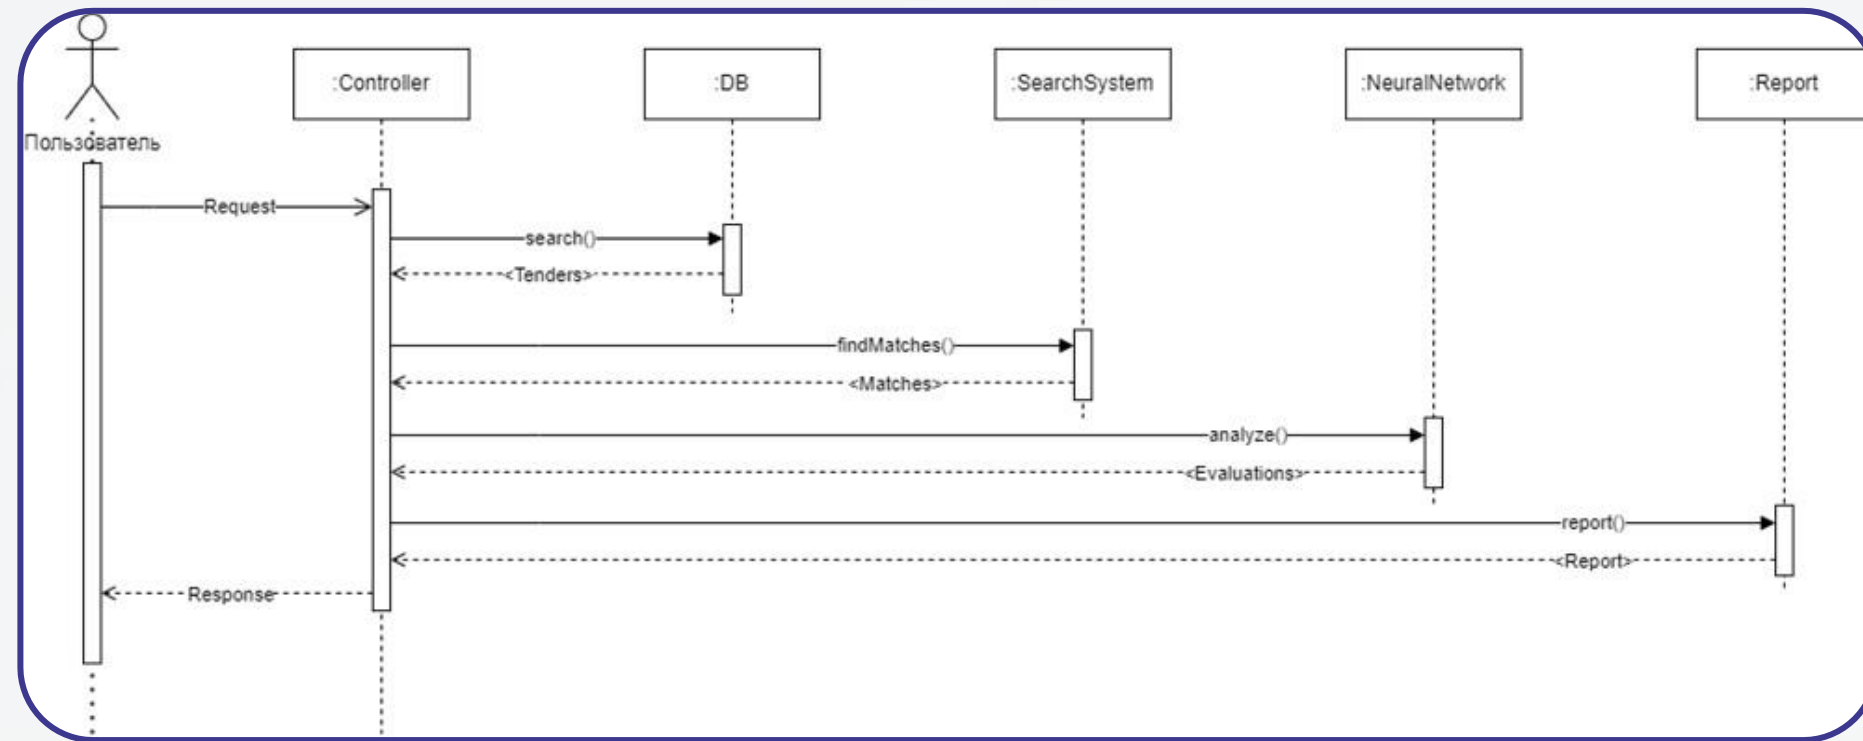 :Controller
:DB
:SearchSystem
:NeuralNetwork
:Report
Пользователь
Request
search()
<Tenders>
findMatches()
<Matches>
analyze()
<Evaluations>
report()
<Report>
Response